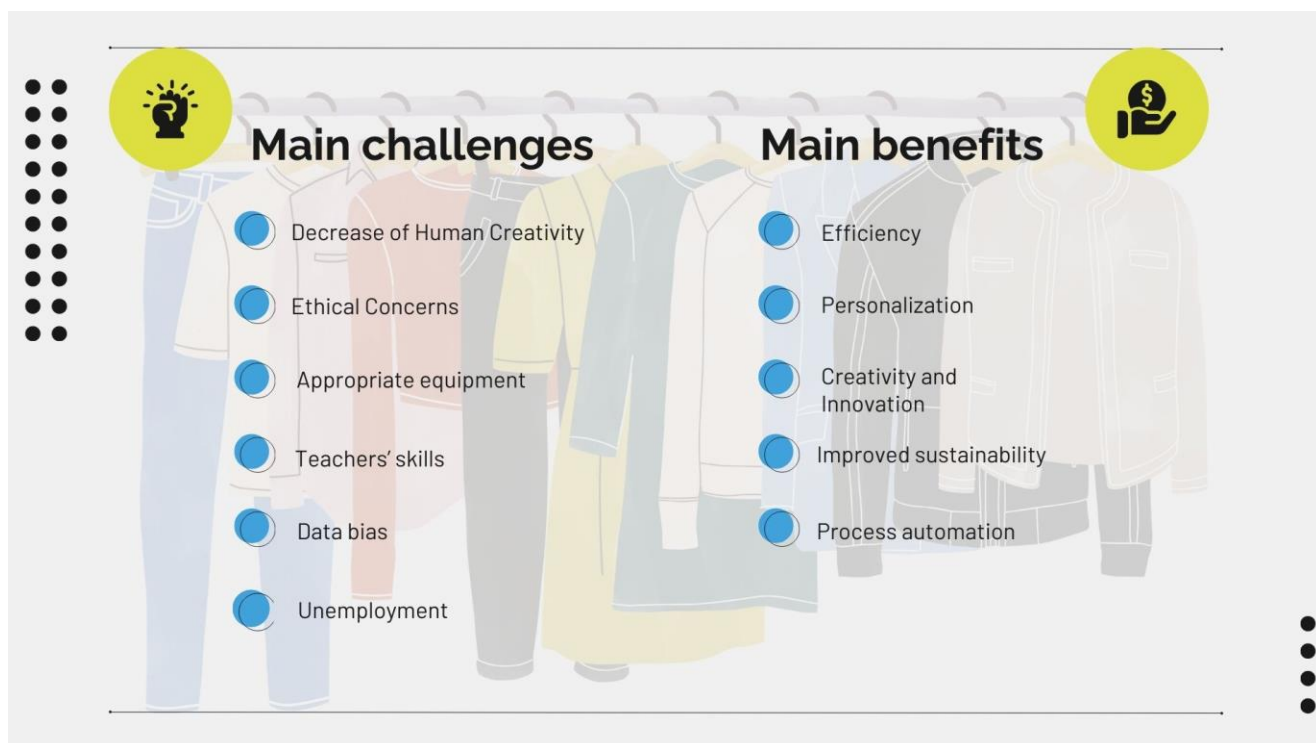 Main challenges
Decrease of Human Creativity
Ethical Concerns
Appropriate equipment
Teachers' skills
Data bias
Unemployment
Main benefits
Efficiency
Personalization
Creativity and
Innovation
Improved sustainability
Process automation
$